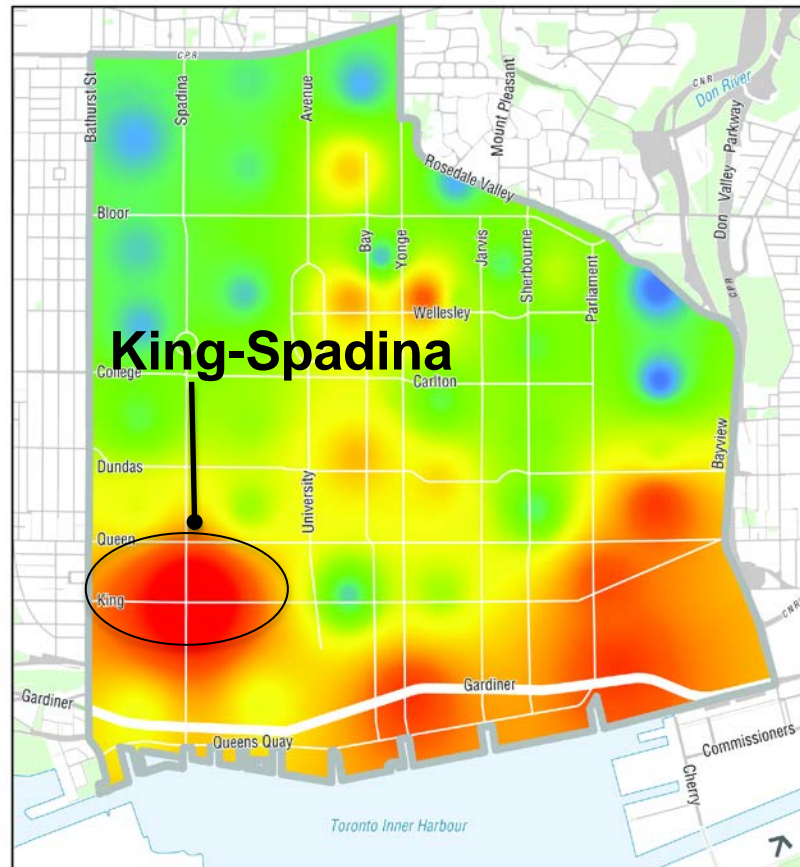 CPR
Bathurst St
Spadina
Avenue
Mount Pleasant
CNR
Don River
Don Valley Parkway
Rosedale Valley
Bloor
Bay
Yonge
Jarvis
Sherbourne
Parliament
CPR
Wellesley
King-Spadina
College
Carlton
Dundas
University
Bayview
Queen
King
CNR
Gardiner
Gardiner
Queens Quay
Commissioners
Cherry
Toronto Inner Harbour